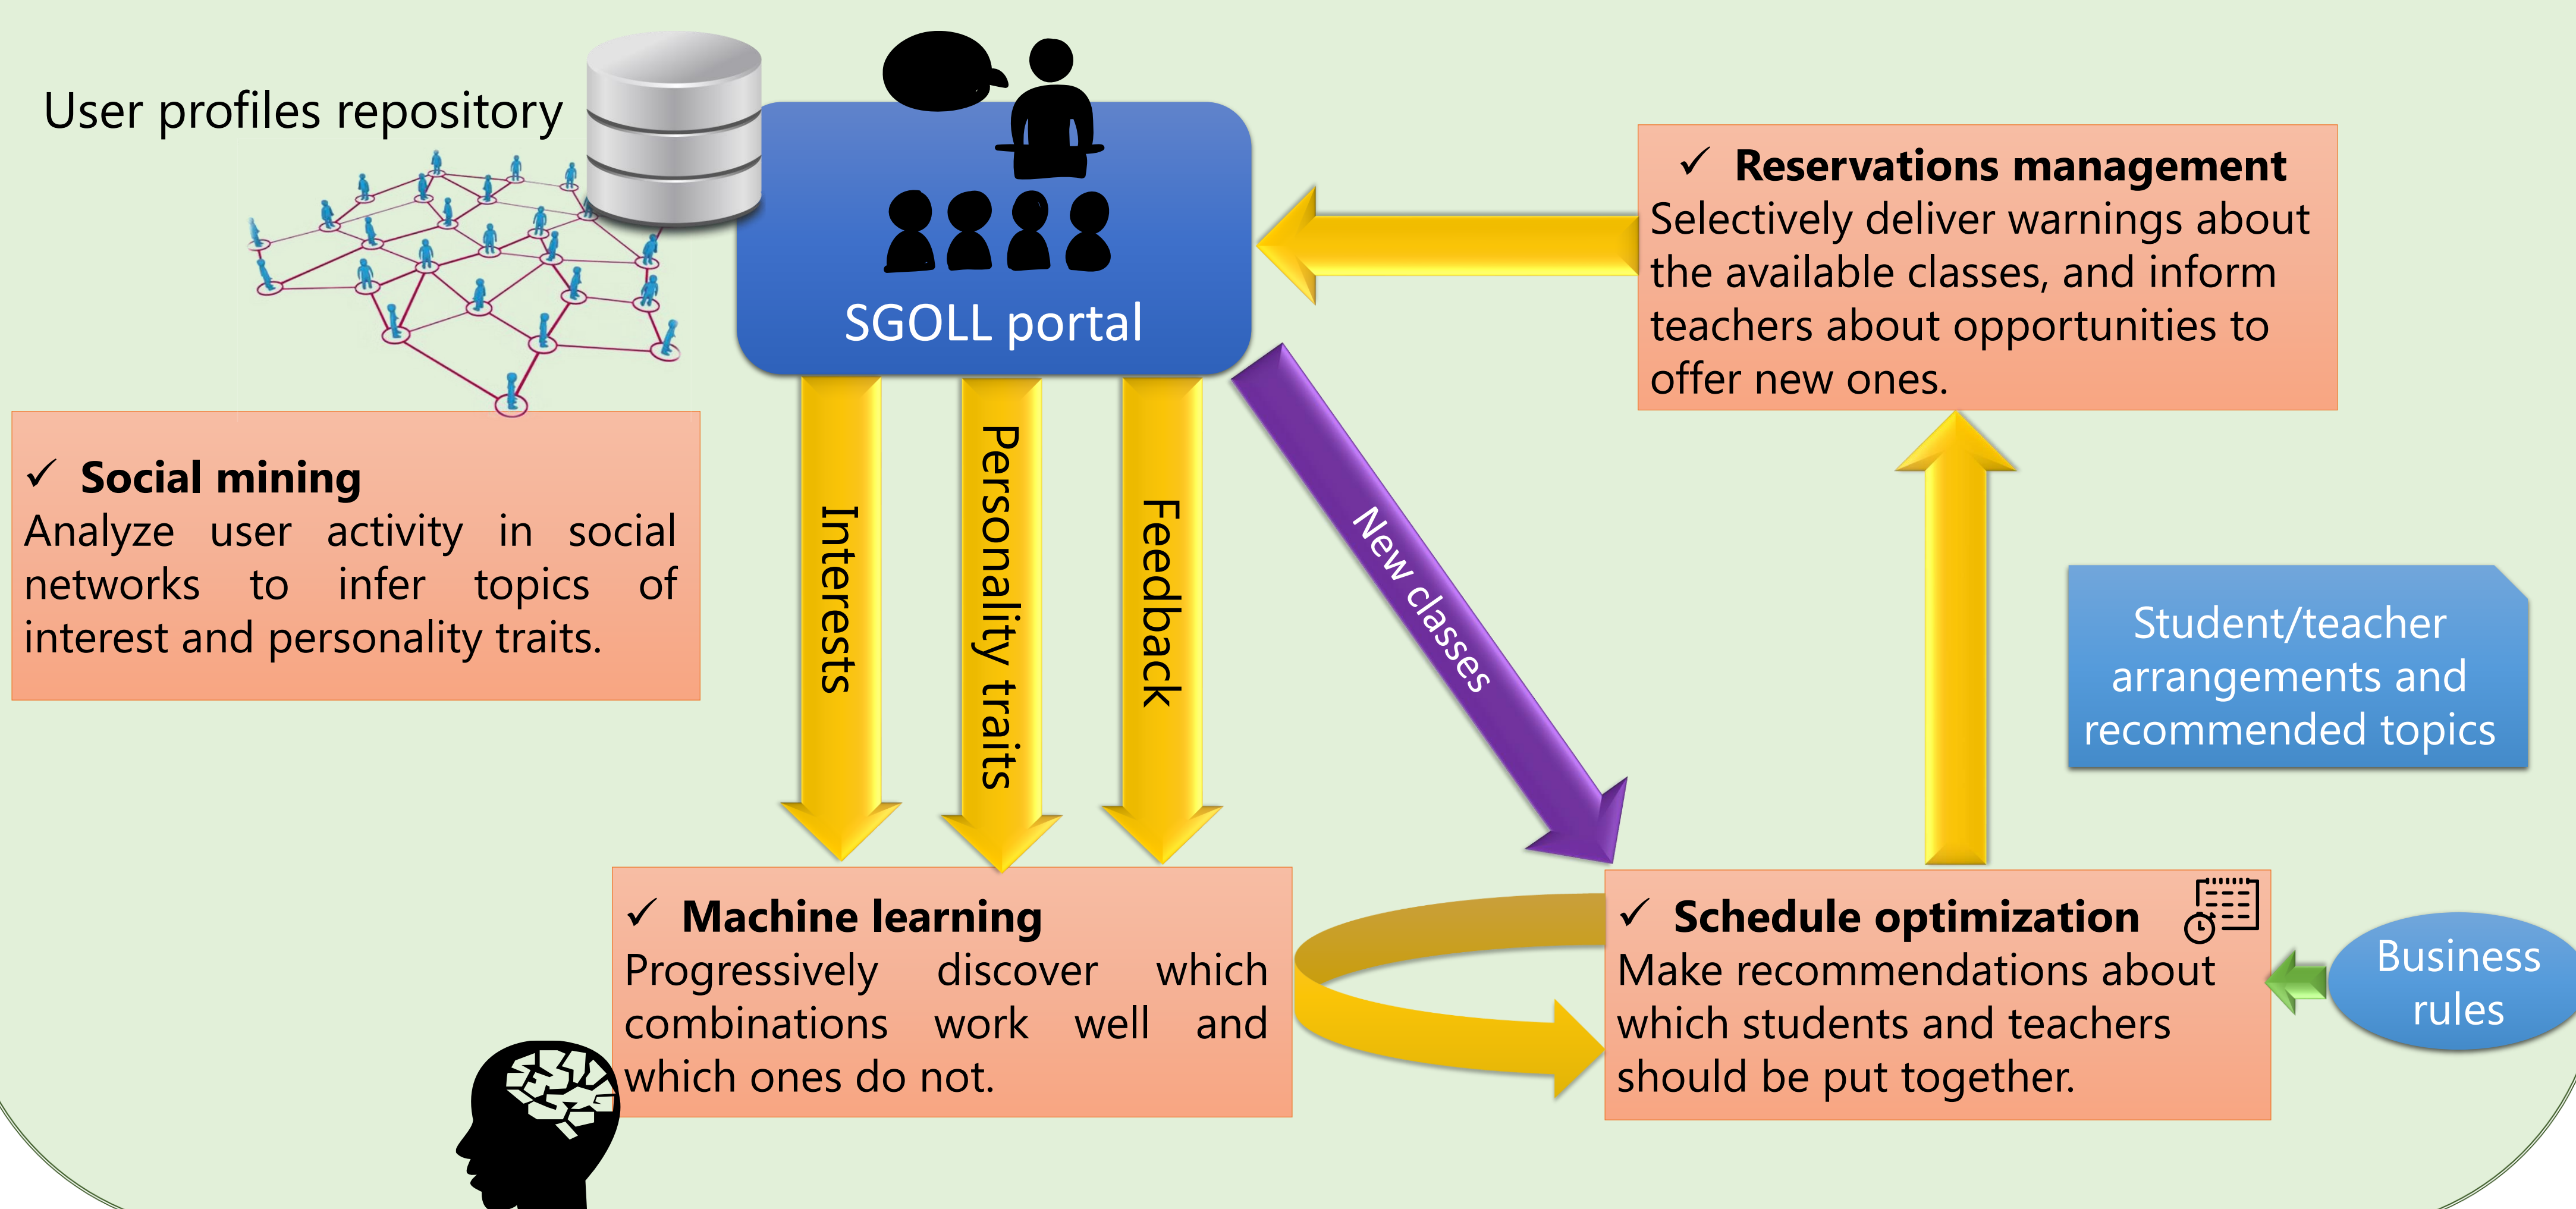 User profiles repository
SGOLL portal
✓ Reservations management
Selectively deliver warnings about
the available classes, and inform
teachers about opportunities to
offer new ones.
✓ Social mining
Analyze user activity in social
networks to infer topics of
interest and personality traits.
Interests
Personality traits
Feedback
New classes
Student/teacher
arrangements and
recommended topics
✓ Machine learning
Progressively discover which
combinations work well and
which ones do not.
✓ Schedule optimization
Make recommendations about
which students and teachers
should be put together.
Business
rules